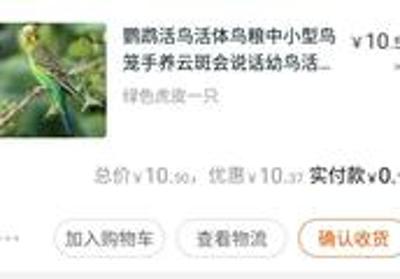 鹦鹉活鸟活体鸟粮中小型鸟
¥10.5
笼手养云斑会说话幼鸟活...
绿色虎皮一只
总价¥10.50, 优惠¥10.37 实付款¥0.
加入购物车
查看物流
确认收货